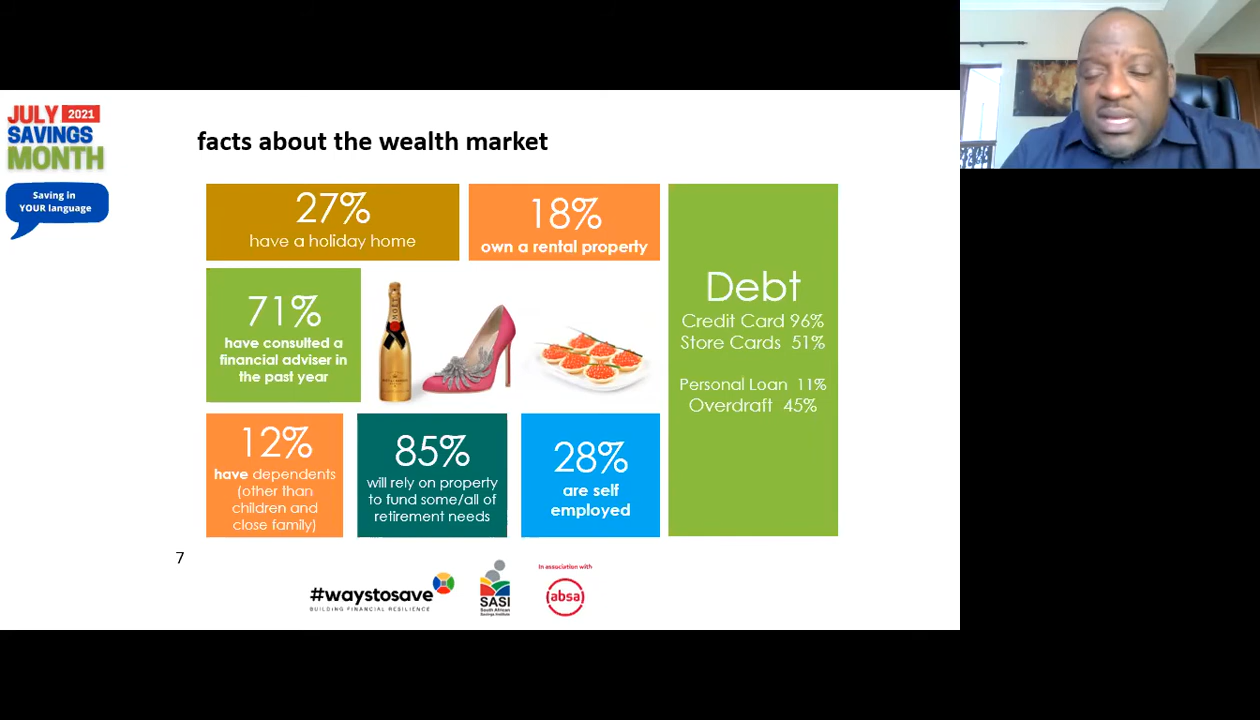 JULY 2021
SAVINGS
MONTH
Saving in
YOUR language
facts about the wealth market
27%
have a holiday home
18%
own a rental property
71%
have consulted a
financial adviser in
the past year
Debt
Credit Card 96%
Store Cards 51%
Personal Loan 11%
Overdraft 45%
12%
have dependents
(other than
children and
close family)
85%
will rely on property
to fund some/all of
retirement needs
28%
are self
employed
7
#waystosave
BUILDING FINANCIAL RESILIENCE
SASI
South African
Savings Institute
In association with
absa